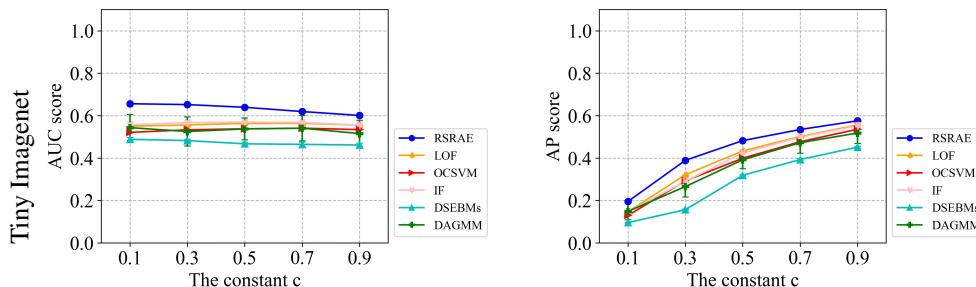 Tiny Imagenet
AUC score
1.0
0.8
0.6
0.4
0.2
0.0
0.1 0.3 0.5 0.7 0.9
The constant c
RSRAE
LOF
OCSVM
IF
DSEBMs
DAGMM
AP score
1.0
0.8
0.6
0.4
0.2
0.0
0.1 0.3 0.5 0.7 0.9
The constant c
RSRAE
LOF
OCSVM
IF
DSEBMs
DAGMM